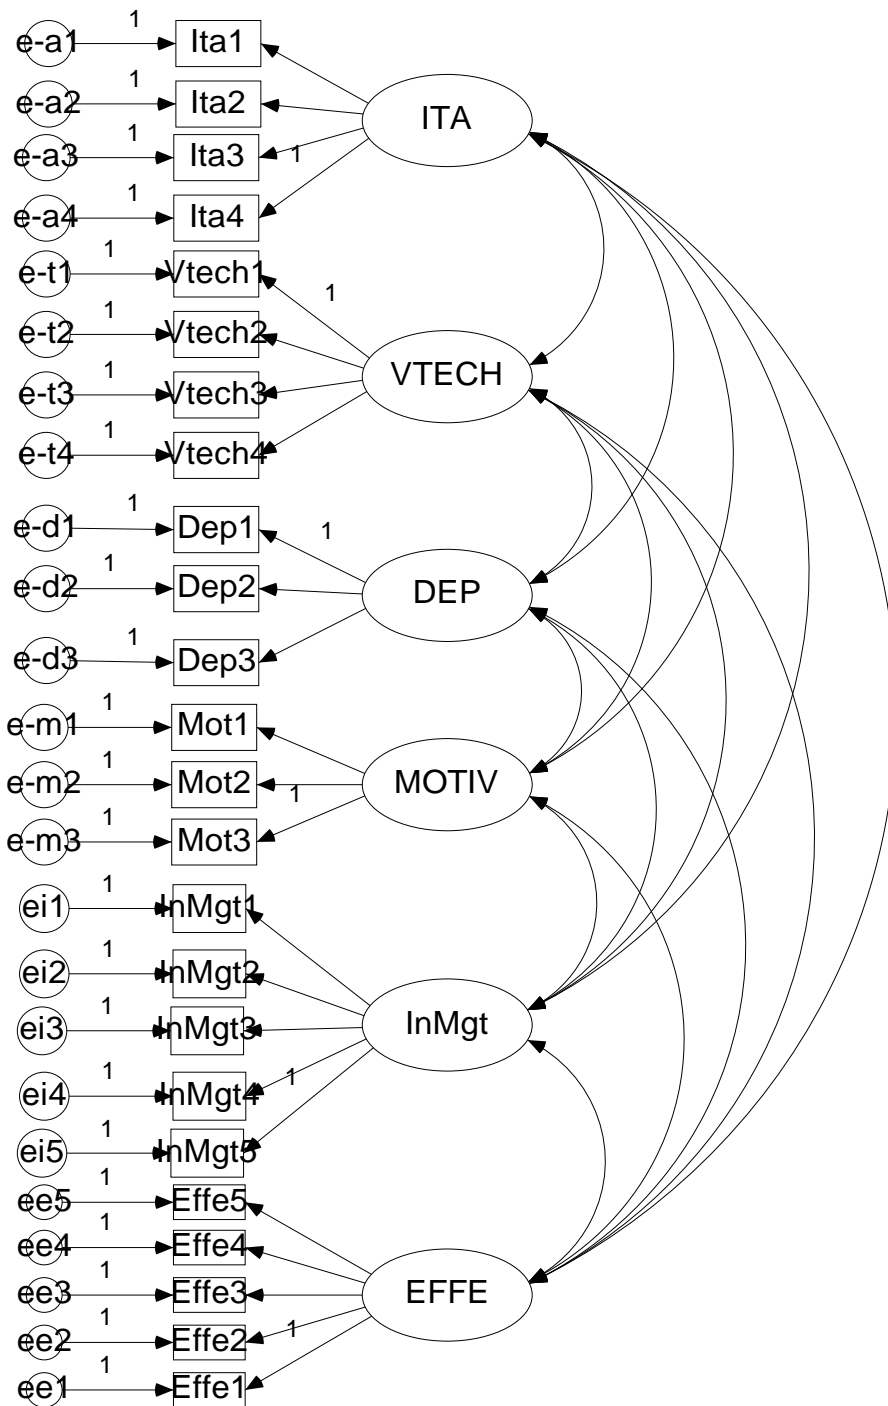 1
e-a1 Ita1
1
e-a2 Ita2
ITA
1
e-a3 Ita3 1
1
e-a4 Ita4
1
e-t1 Vtech1
1
1
e-t2 Vtech2
1
e-t3 Vtech3
VTECH
1
e-t4 Vtech4
1
e-d1 Dep1 1
1
e-d2 Dep2
DEP
1
e-d3 Dep3
1
e-m1 Mot1
1
e-m2 Mot2 MOTIV
1
1
e-m3 Mot3
1
ei1 InMgt1
1
ei2 InMgt2
1
ei3 InMgt3 InMgt
1
1
ei4 InMgt4
1
ei5 InMgt5
1
ee5 Effe5
1
ee4 Effe4
1
ee3 Effe3 EFFE
1
1
ee2 Effe2
1
ee1 Effe1